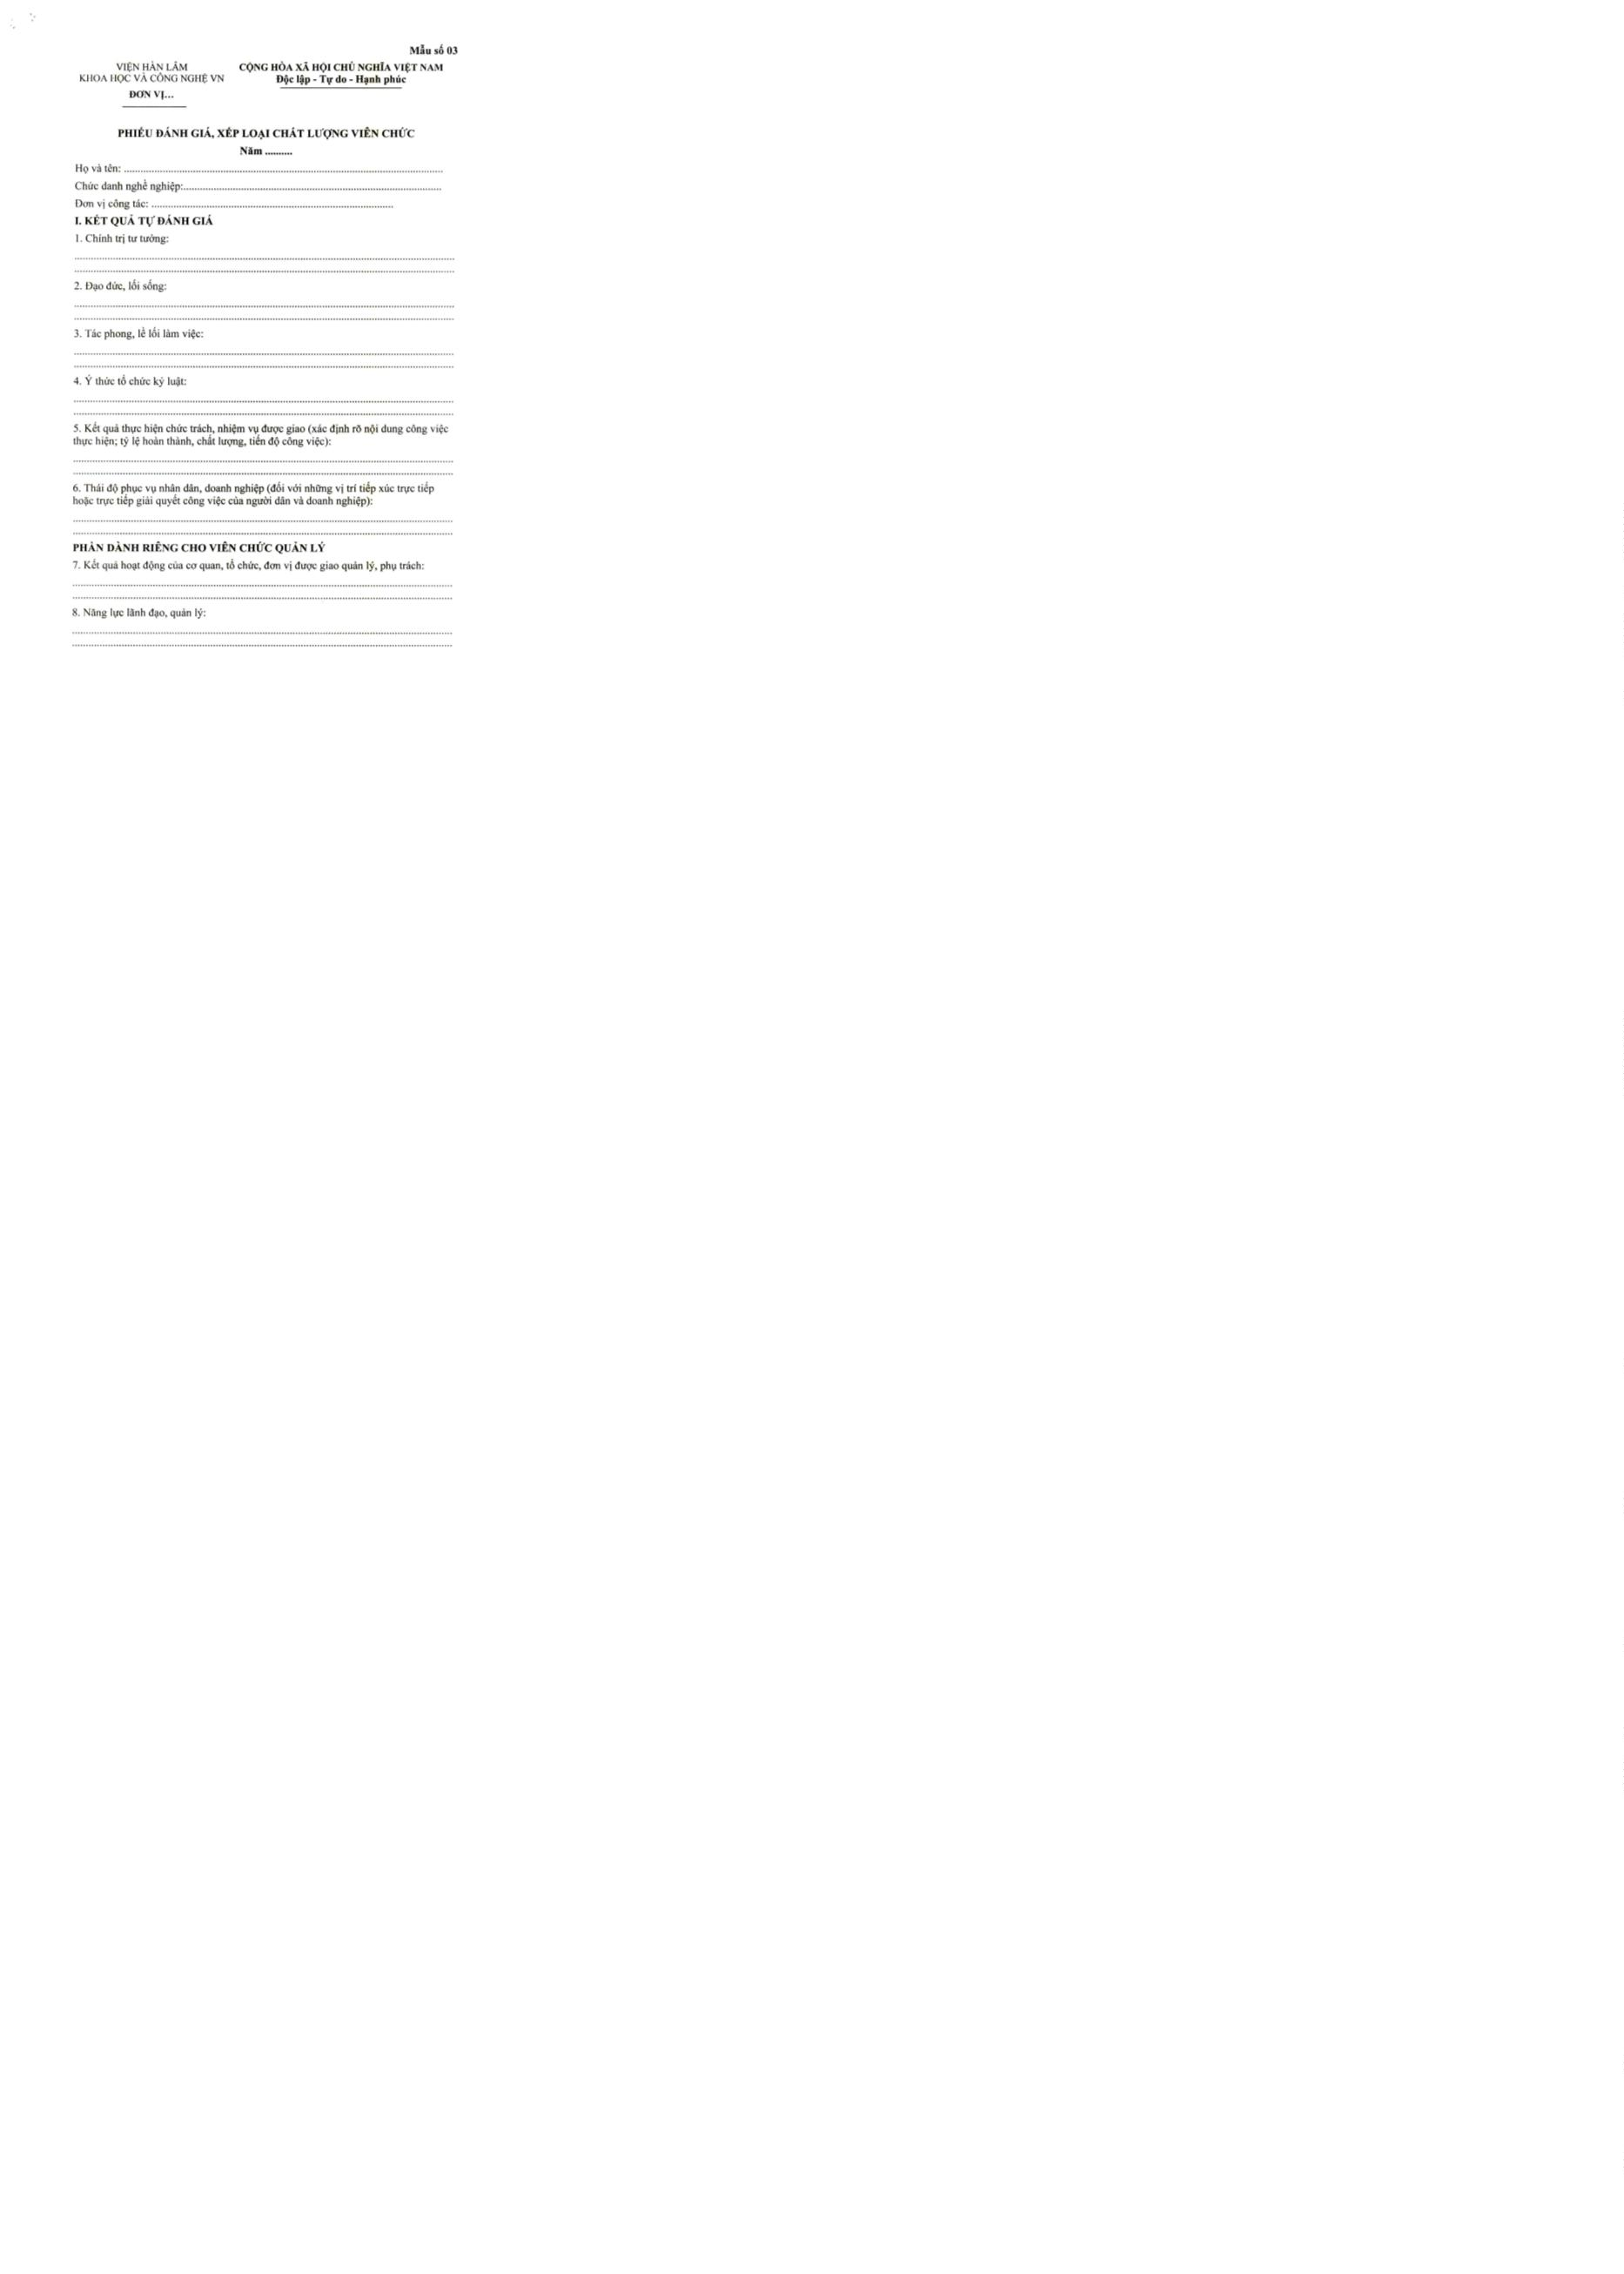 Mẫu số 03
VIỆN HÀN LÂM
KHOA HỌC VÀ CÔNG NGHỆ VN
ĐƠN VỊ...
CỘNG HÒA XÃ HỘI CHỦ NGHĨA VIỆT NAM
Độc lập - Tự do - Hạnh phúc
PHIẾU ĐÁNH GIÁ, XẾP LOẠI CHẤT LƯỢNG VIÊN CHỨC
Năm ..........
Họ và tên: ....................................................................................................................
Chức danh nghề nghiệp:..............................................................................................
Đơn vị công tác: ........................................................................................
I. KẾT QUẢ TỰ ĐÁNH GIÁ
1. Chính trị tư tưởng:
..........................................................................................................................................
..........................................................................................................................................
2. Đạo đức, lối sống:
..........................................................................................................................................
..........................................................................................................................................
3. Tác phong, lề lối làm việc:
..........................................................................................................................................
..........................................................................................................................................
4. Ý thức tổ chức kỷ luật:
..........................................................................................................................................
..........................................................................................................................................
5. Kết quả thực hiện chức trách, nhiệm vụ được giao (xác định rõ nội dung công việc
thực hiện; tỷ lệ hoàn thành, chất lượng, tiến độ công việc):
..........................................................................................................................................
..........................................................................................................................................
6. Thái độ phục vụ nhân dân, doanh nghiệp (đối với những vị trí tiếp xúc trực tiếp
hoặc trực tiếp giải quyết công việc của người dân và doanh nghiệp):
..........................................................................................................................................
..........................................................................................................................................
PHẦN DÀNH RIÊNG CHO VIÊN CHỨC QUẢN LÝ
7. Kết quả hoạt động của cơ quan, tổ chức, đơn vị được giao quản lý, phụ trách:
..........................................................................................................................................
..........................................................................................................................................
8. Năng lực lãnh đạo, quản lý:
..........................................................................................................................................
..........................................................................................................................................